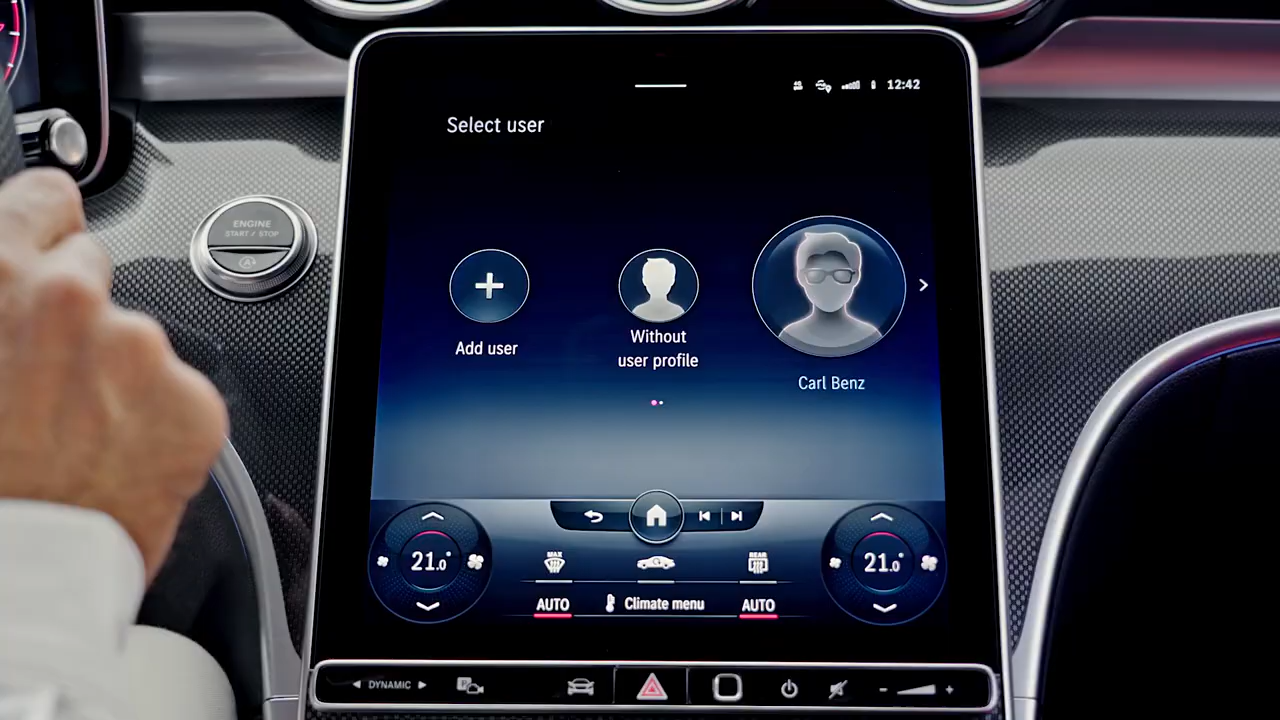 12:42
Select user
ENGINE
START / STOP
A
Add user
Without
user profile
Carl Benz
21.0°
21.0°
MAX
REAR
AUTO
Climate menu
AUTO
DYNAMIC
P